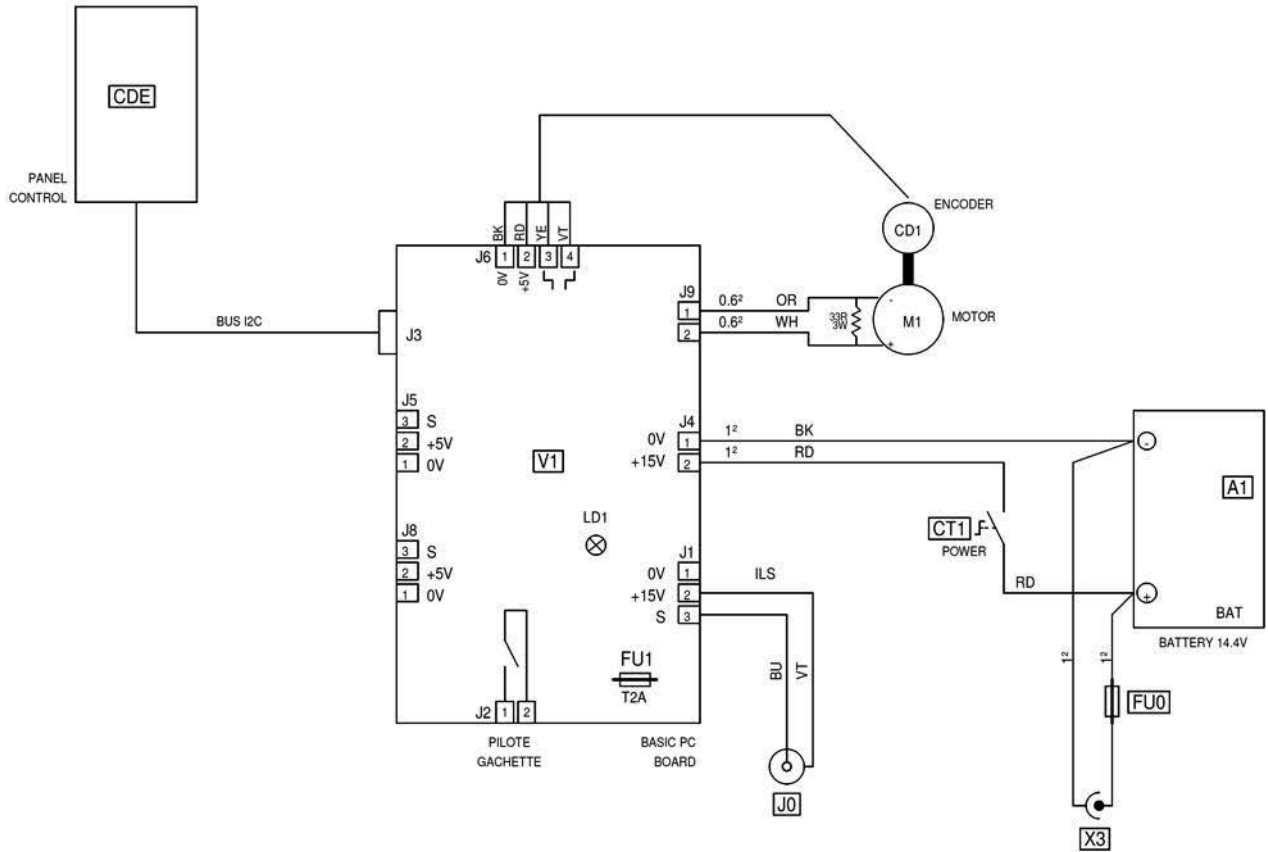 CDE
PANEL
CONTROL
BUS I2C
ENCODER
CD1
BK RD YE VT
J6 1 2 3 4
0V +5V
J9
1 0.6² OR
2 0.6² WH
33R
3W
-
M1
+
MOTOR
J3
J5
3 S
2 +5V
1 0V
V1
J4
0V 1 1² BK
+15V 2 1² RD
-
A1
CT1
POWER
RD
+
BAT
BATTERY 14.4V
LD1
J8
3 S
2 +5V
1 0V
J1
0V 1 ILS
+15V 2
S 3
BU VT
FU1
T2A
1² 1²
FU0
J2 1 2
PILOTE
GACHETTE
BASIC PC
BOARD
J0
X3